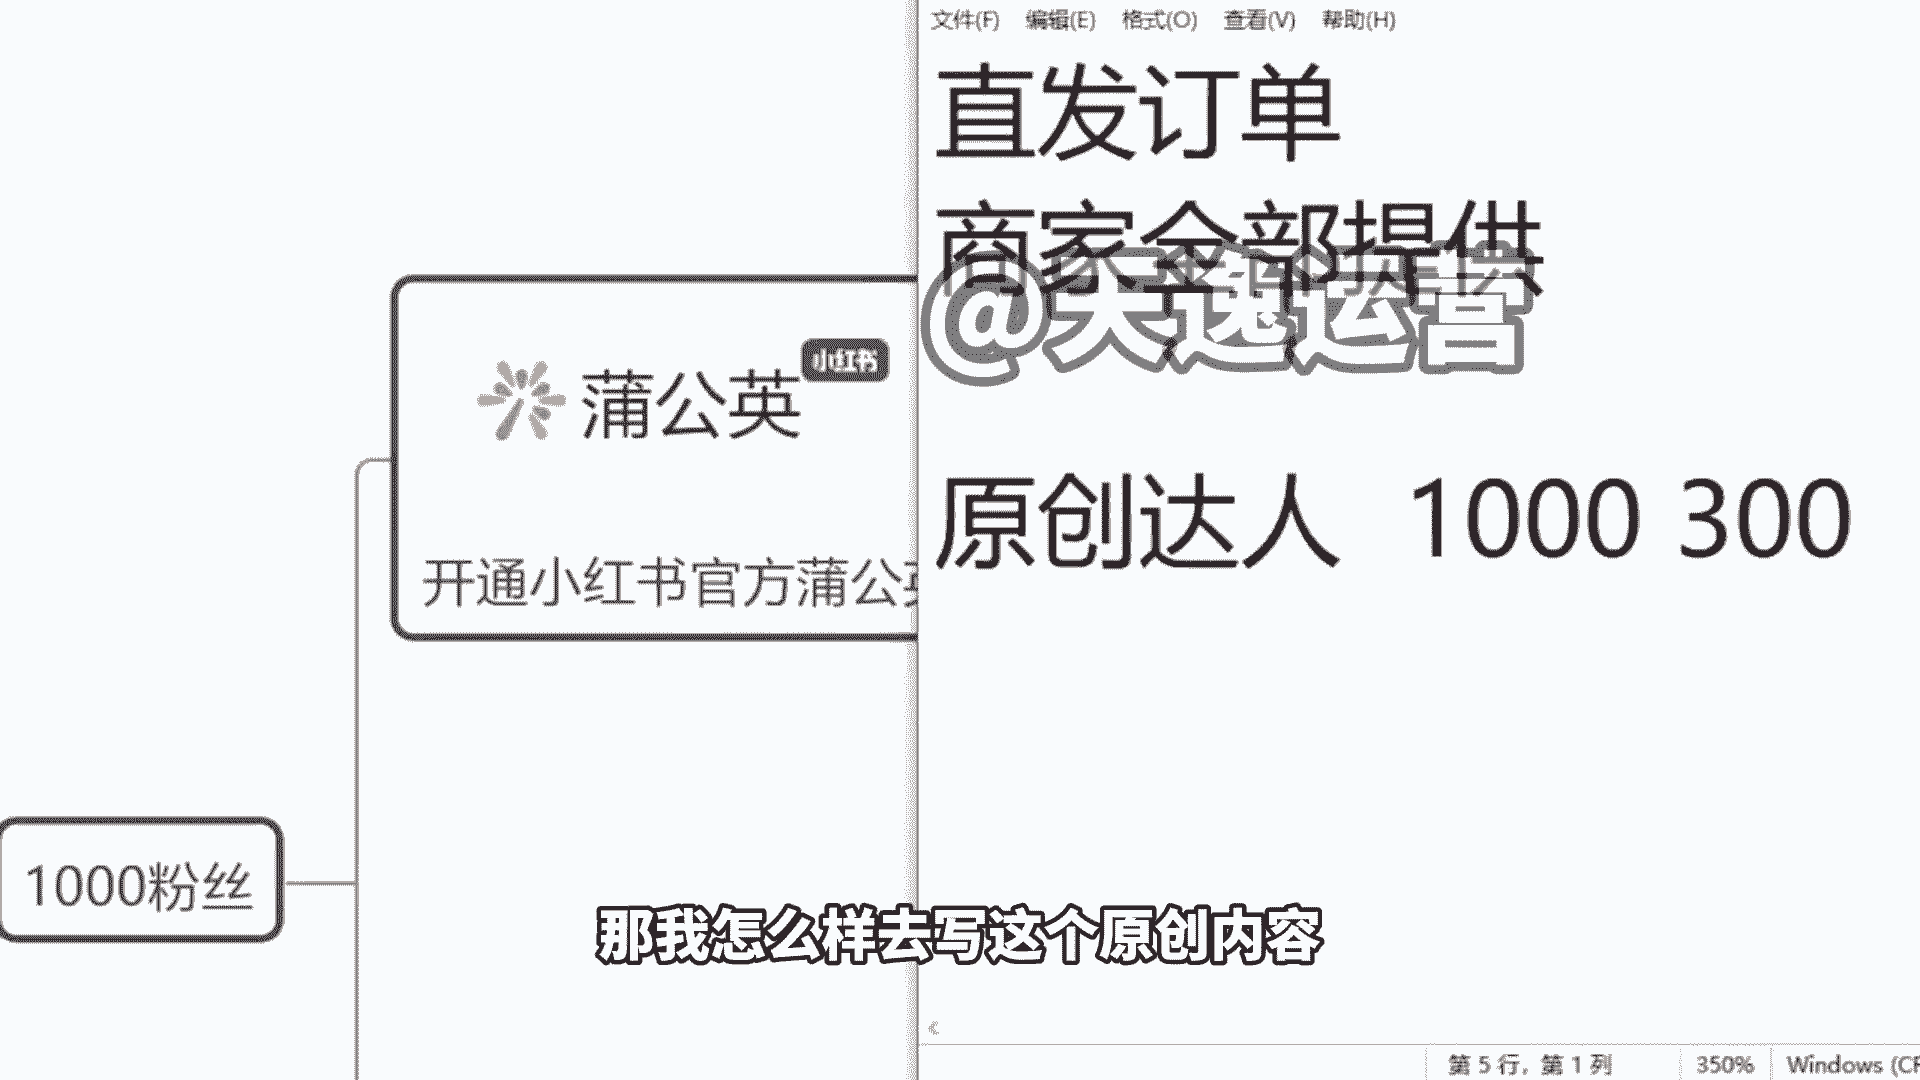 文件(F) 编辑(E) 格式(O) 查看(V) 帮助(H)
直发订单
商家全部提供
@天逸运营
原创达人 1000 300
小红书
蒲公英
开通小红书官方蒲公英
1000粉丝
那我怎么样去写这个原创内容
第 5 行，第 1 列 350% Windows (CR